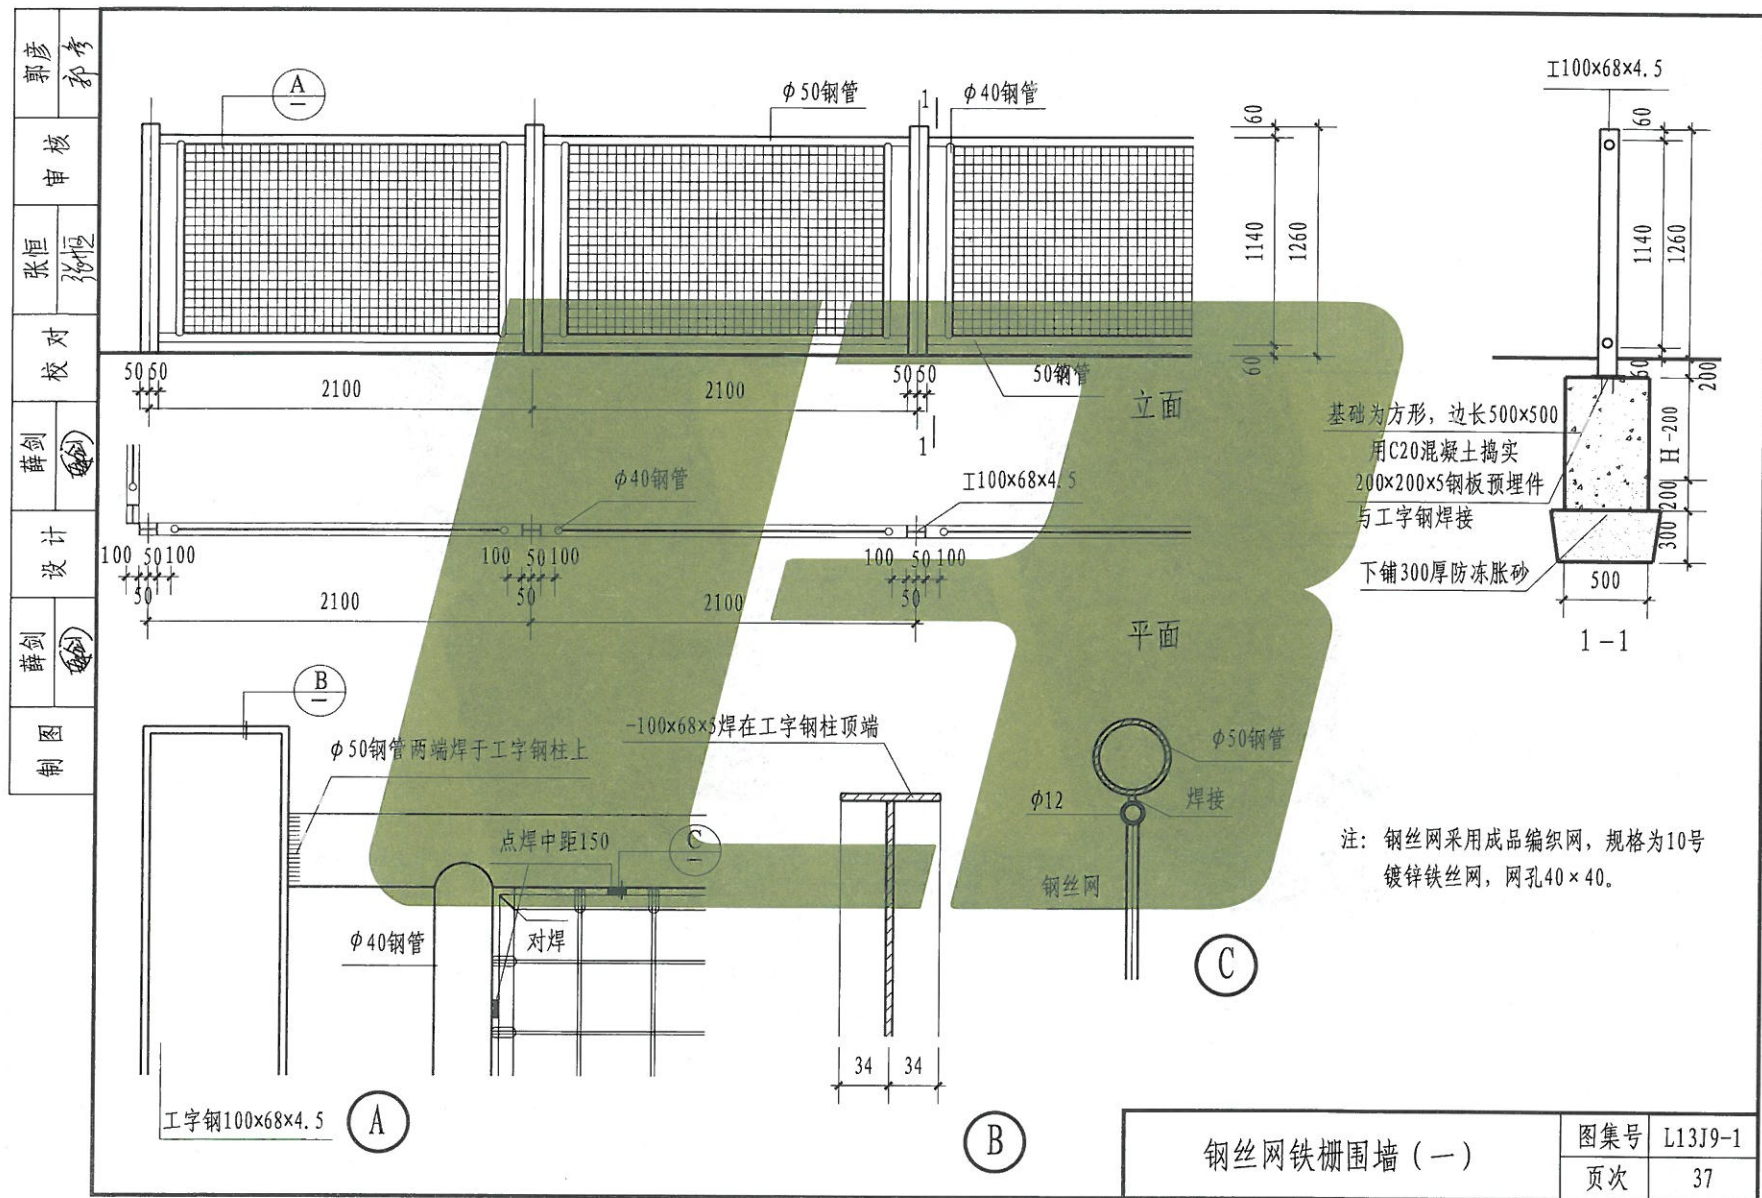 郭彦
审核
张恒
校对
薛剑
设计
薛剑
制图
A
φ50钢管
1
φ40钢管
60
1140
1260
60
50 50
2100
2100
50 50
50钢管
立面
1
φ40钢管
工100×68×4.5
100 50 100
50
2100
100 50 100
50
2100
100 50 100
50
平面
工100×68×4.5
60
1140
1260
60
200
基础为方形，边长500×500
用C20混凝土捣实
200×200×5钢板预埋件
与工字钢焊接
下铺300厚防冻胀砂
H-200
200
300
500
1-1
B
φ50钢管两端焊于工字钢柱上
点焊中距150
C
φ40钢管
对焊
工字钢100×68×4.5
A
-100×68×5焊在工字钢柱顶端
34
34
B
φ50钢管
φ12
焊接
钢丝网
C
注：钢丝网采用成品编织网，规格为10号
镀锌铁丝网，网孔40×40。
钢丝网铁栅围墙（一）
图集号 L13J9-1
页次 37